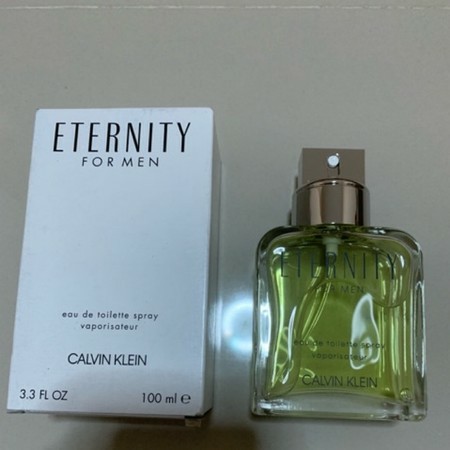 ETERNITY
FOR MEN
eau de toilette spray
vaporisateur
CALVIN KLEIN
3.3 FL OZ 100 ml ℮
ETERNITY
FOR MEN
eau de toilette spray
vaporisateur
CALVIN KLEIN